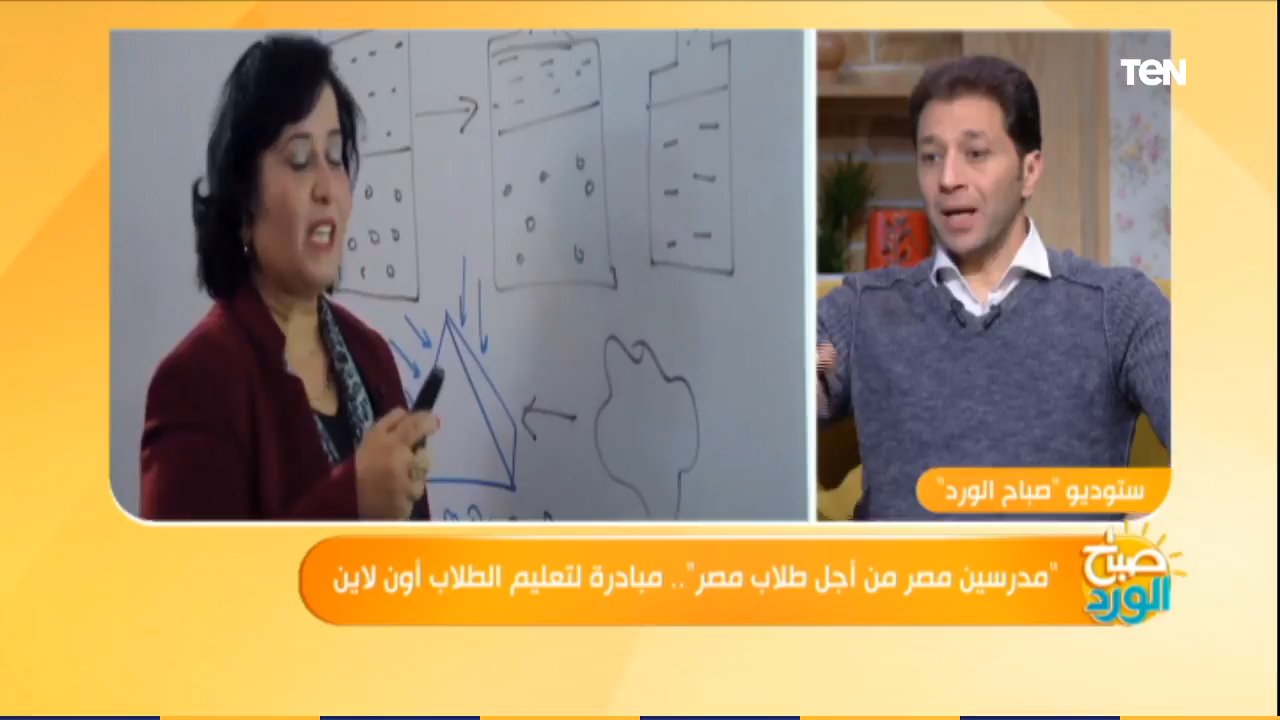 TEN
ستوديو "صباح الورد"
"مدرسين مصر من أجل طلاب مصر".. مبادرة لتعليم الطلاب أون لاين
صباح
الورد